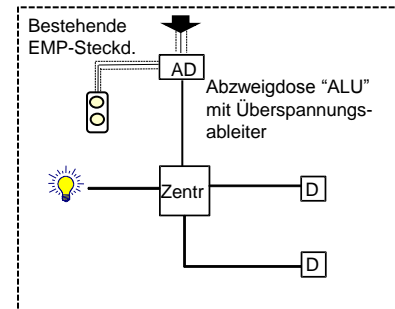 Bestehende
EMP-Steckd.
AD
Abzweigdose “ALU”
mit Überspannungs-
ableiter
Zentr
D
D